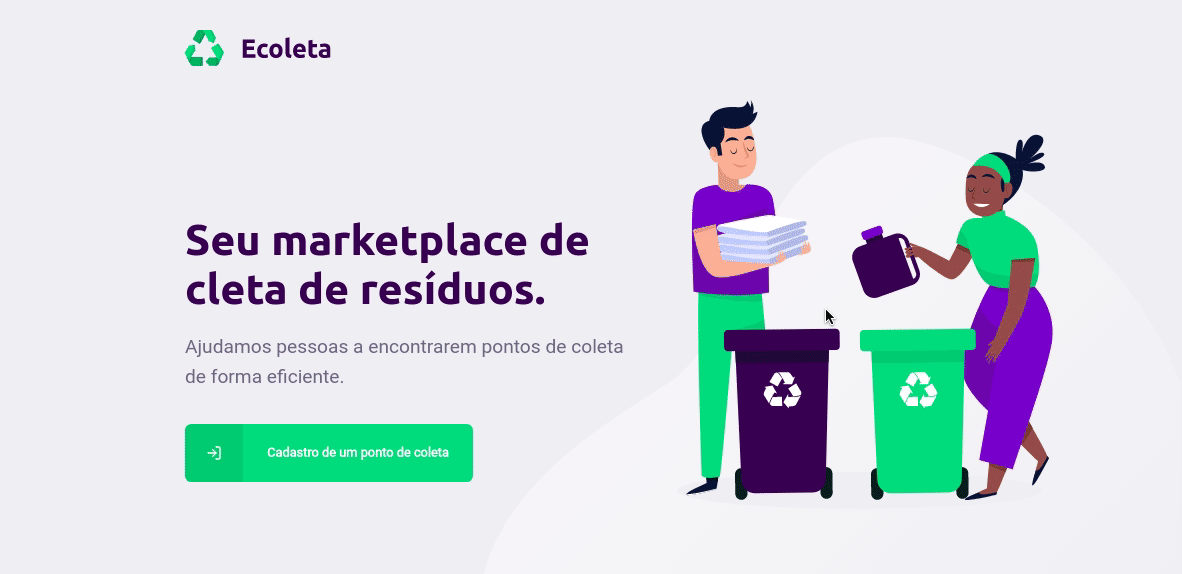 Ecoleta
Seu marketplace de
cleta de resíduos.
Ajudamos pessoas a encontrarem pontos de coleta
de forma eficiente.
Cadastro de um ponto de coleta